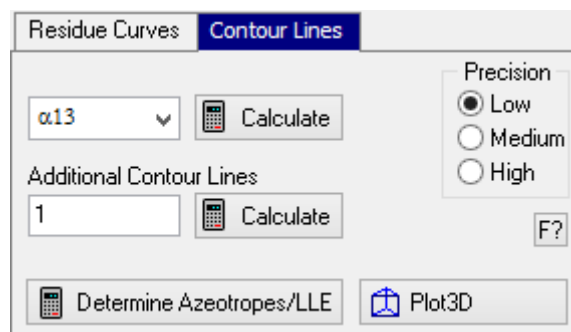 Residue Curves
Contour Lines
Precision
α13
Calculate
Low
Medium
High
Additional Contour Lines
1
Calculate
F?
Determine Azeotropes/LLE
Plot3D